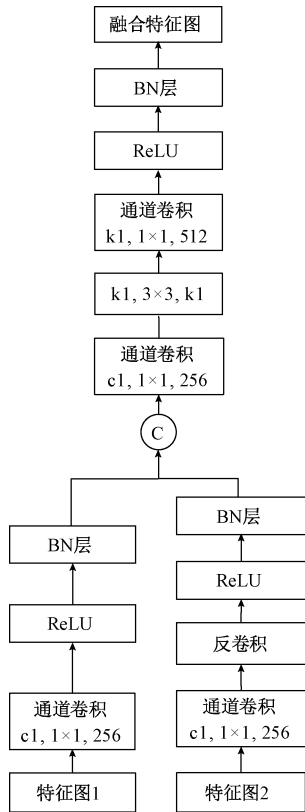 融合特征图
BN层
ReLU
通道卷积
k1, 1×1, 512
k1, 3×3, k1
通道卷积
c1, 1×1, 256
C
BN层
ReLU
通道卷积
c1, 1×1, 256
特征图1
BN层
ReLU
反卷积
通道卷积
c1, 1×1, 256
特征图2